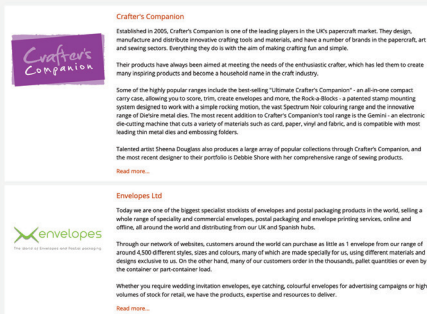 Crafter's Companion
Established in 2005, Crafter's Companion is one of the leading players in the UK's papercraft market. They design,
manufacture and distribute innovative crafting tools and materials, and have a number of brands in the papercraft, art
and sewing sectors. Everything they do is with the aim of making crafting fun and simple.
Their products have always been aimed at meeting the needs of the enthusiastic crafter, which has led them to create
many inspiring products and become a household name in the craft industry.
Crafter's
Companion
Some of the highly popular ranges include the best-selling "Ultimate Crafter's Companion" - an all-in-one compact
carry case, allowing you to score, trim, create envelopes and more, the Rock-a-Blocks - a patented stamp mounting
system designed to work with a simple rocking motion, the vast Spectrum Noir colouring range and the innovative
range of Die'sire metal dies. The most recent addition to Crafter's Companion's tool range is the Gemini - an electronic
die-cutting machine that cuts a variety of materials such as card, paper, vinyl and fabric, and is compatible with most
leading thin metal dies and embossing folders.
Talented artist Sheena Douglass also produces a large array of popular collections through Crafter's Companion, and
the most recent designer to their portfolio is Debbie Shore with her comprehensive range of sewing products.
Read more...
Envelopes Ltd
Today we are one of the biggest specialist stockists of envelopes and postal packaging products in the world, selling a
whole range of speciality and commercial envelopes, postal packaging and envelope printing services, online and
offline, all around the world and distributing from our UK and Spanish hubs.
envelopes
The World of Envelopes and Postal packaging
Through our network of websites, customers around the world can purchase as little as 1 envelope from our range of
around 4,500 different styles, sizes and colours, many of which are made specially for us, using different materials and
designs exclusive to us. On the other hand, many of our customers order in the thousands, pallet quantities or even by
the container or part-container load.
Whether you require wedding invitation envelopes, eye catching, colourful envelopes for advertising campaigns or high
volumes of stock for retail, we have the products, expertise and resources to deliver.
Read more...